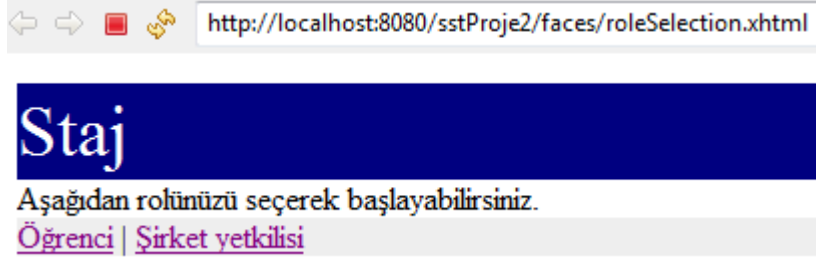 http://localhost:8080/sstProje2/faces/roleSelection.xhtml
Staj
Aşağıdan rolünüzü seçerek başlayabilirsiniz.
Öğrenci | Şirket yetkilisi